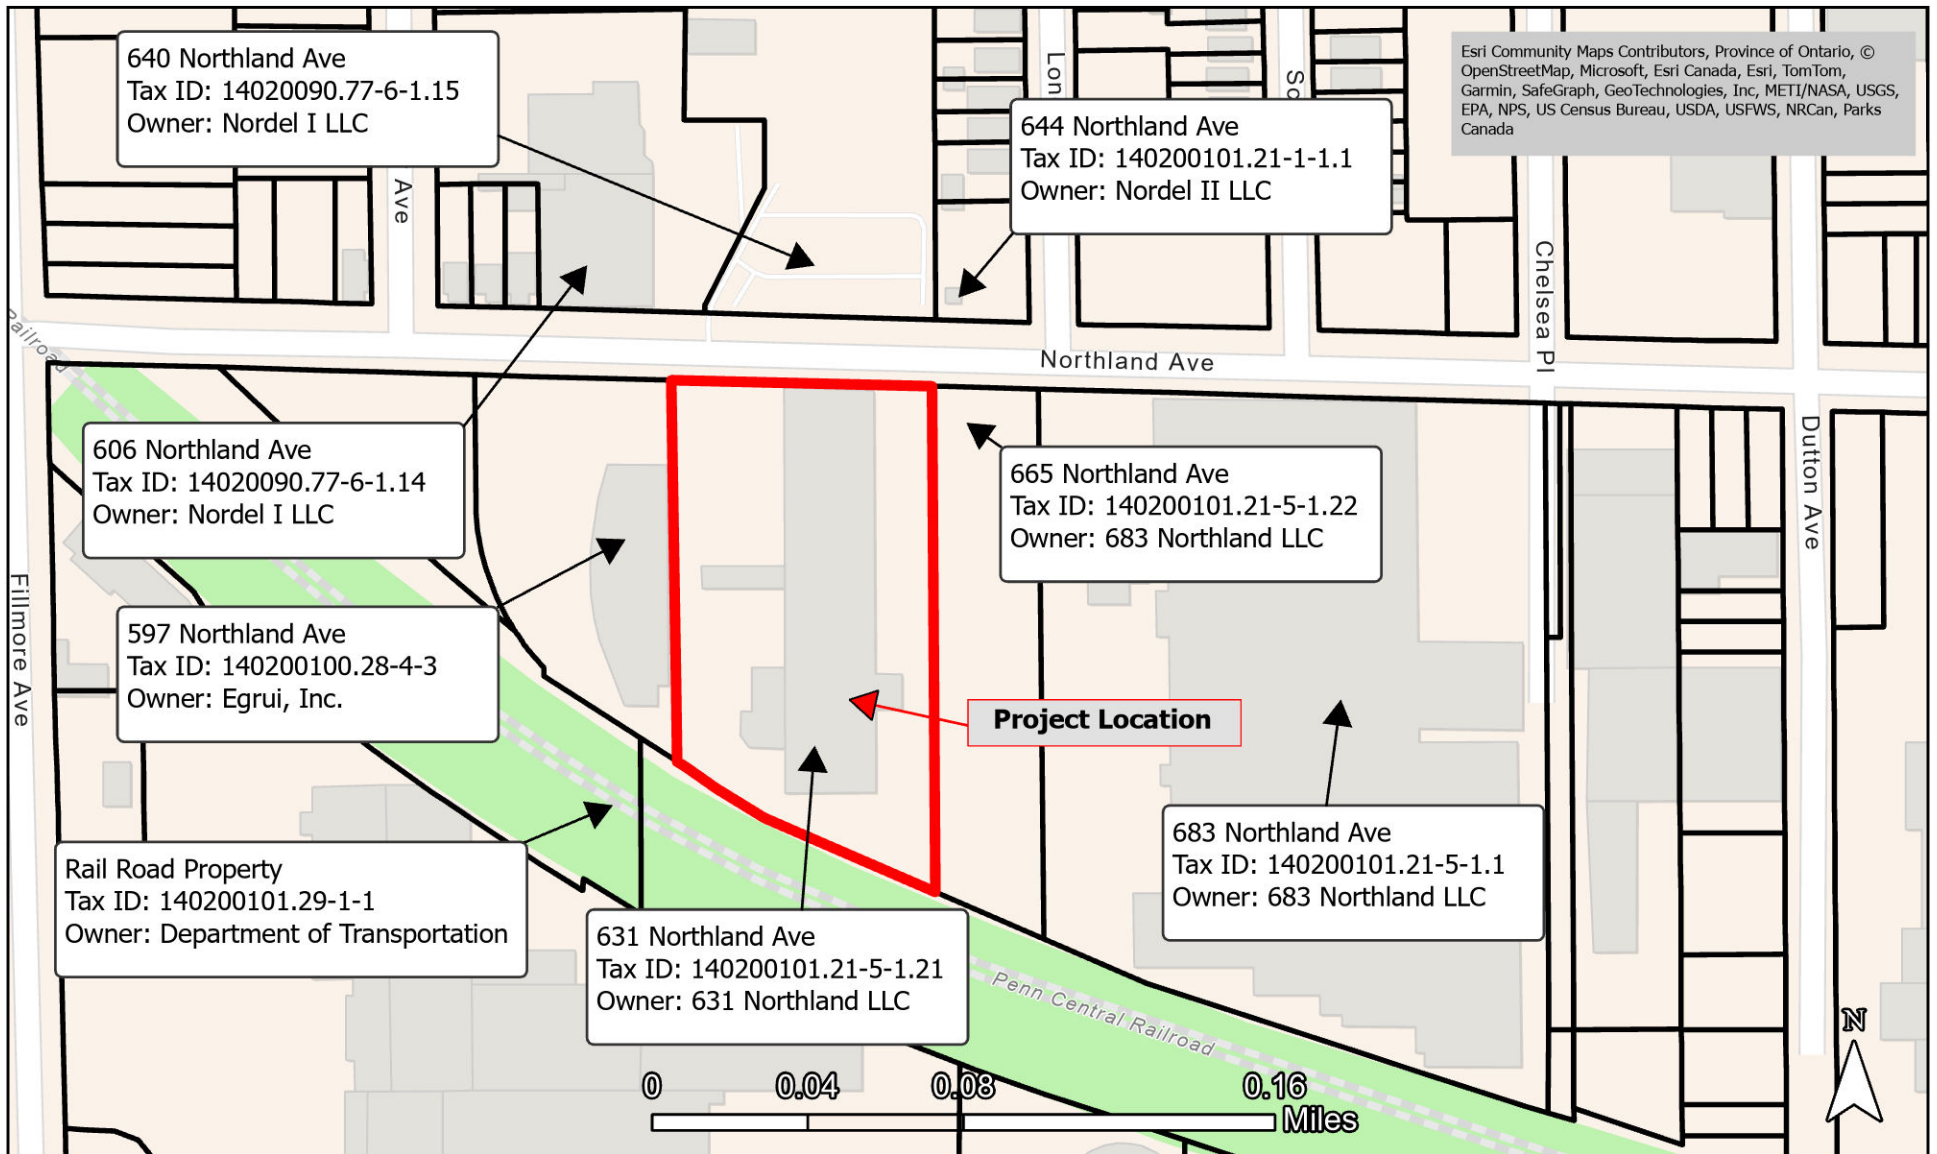 640 Northland Ave
Tax ID: 14020090.77-6-1.15
Owner: Nordel I LLC
Esri Community Maps Contributors, Province of Ontario, ©
OpenStreetMap, Microsoft, Esri Canada, Esri, TomTom,
Garmin, SafeGraph, GeoTechnologies, Inc, METI/NASA, USGS,
EPA, NPS, US Census Bureau, USDA, USFWS, NRCan, Parks
Canada
Lon
Sc
644 Northland Ave
Tax ID: 140200101.21-1-1.1
Owner: Nordel II LLC
Ave
Chelsea Pl
Railroad
Northland Ave
606 Northland Ave
Tax ID: 14020090.77-6-1.14
Owner: Nordel I LLC
665 Northland Ave
Tax ID: 140200101.21-5-1.22
Owner: 683 Northland LLC
Dutton Ave
Fillmore Ave
597 Northland Ave
Tax ID: 140200100.28-4-3
Owner: Egrui, Inc.
Project Location
683 Northland Ave
Tax ID: 140200101.21-5-1.1
Owner: 683 Northland LLC
Rail Road Property
Tax ID: 140200101.29-1-1
Owner: Department of Transportation
631 Northland Ave
Tax ID: 140200101.21-5-1.21
Owner: 631 Northland LLC
Penn Central Railroad
N
0 0.04 0.08 0.16
Miles